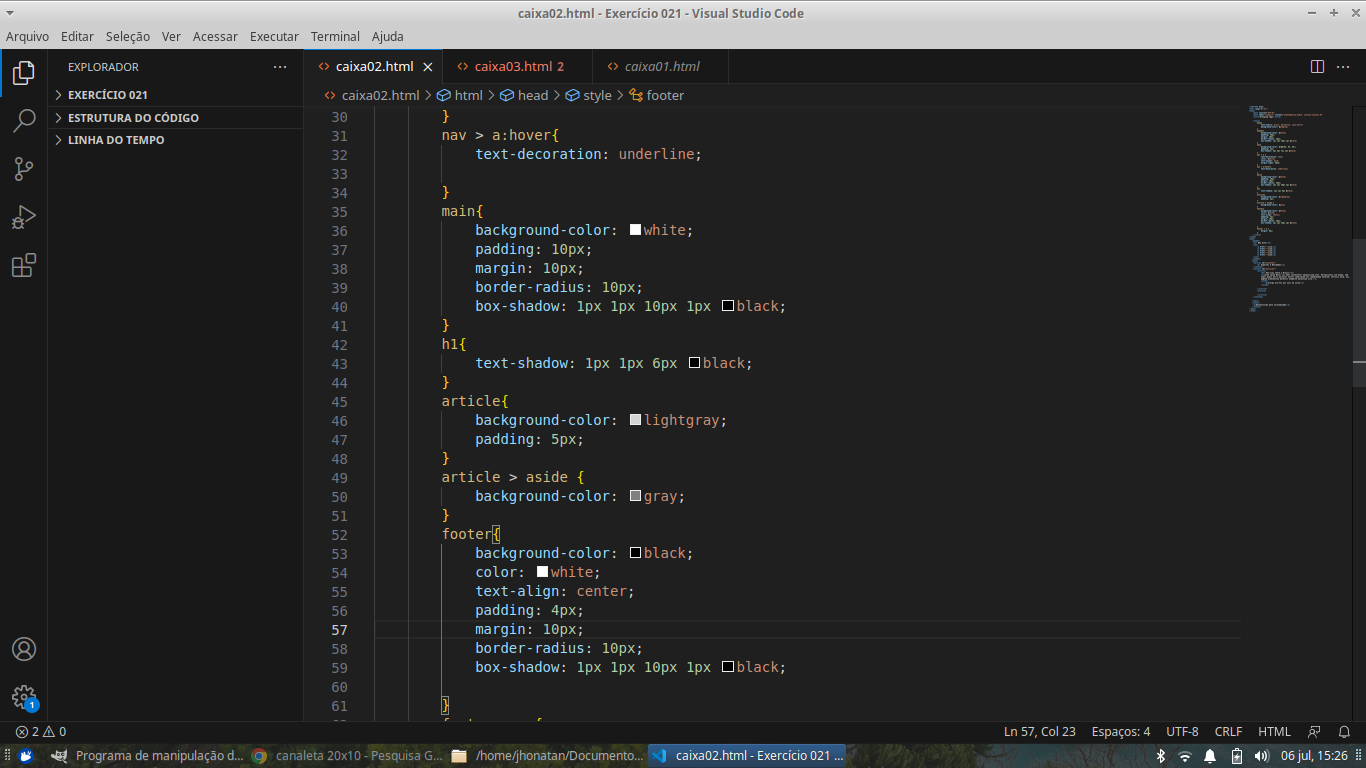 caixa02.html - Exercício 021 - Visual Studio Code
Arquivo Editar Seleção Ver Acessar Executar Terminal Ajuda
EXPLORADOR
EXERCÍCIO 021
ESTRUTURA DO CÓDIGO
LINHA DO TEMPO
caixa02.html caixa03.html 2 caixa01.html
caixa02.html > html > head > style > footer
30 }
31 nav > a:hover{
32 text-decoration: underline;
33
34 }
35 main{
36 background-color: white;
37 padding: 10px;
38 margin: 10px;
39 border-radius: 10px;
40 box-shadow: 1px 1px 10px 1px black;
41 }
42 h1{
43 text-shadow: 1px 1px 6px black;
44 }
45 article{
46 background-color: lightgray;
47 padding: 5px;
48 }
49 article > aside {
50 background-color: gray;
51 }
52 footer{
53 background-color: black;
54 color: white;
55 text-align: center;
56 padding: 4px;
57 margin: 10px;
58 border-radius: 10px;
59 box-shadow: 1px 1px 10px 1px black;
60
61 }
1
2 0
Ln 57, Col 23 Espaços: 4 UTF-8 CRLF HTML
Programa de manipulação d... canaleta 20x10 - Pesquisa G... /home/jhonatan/Documento... caixa02.html - Exercício 021 ... 06 jul, 15:26